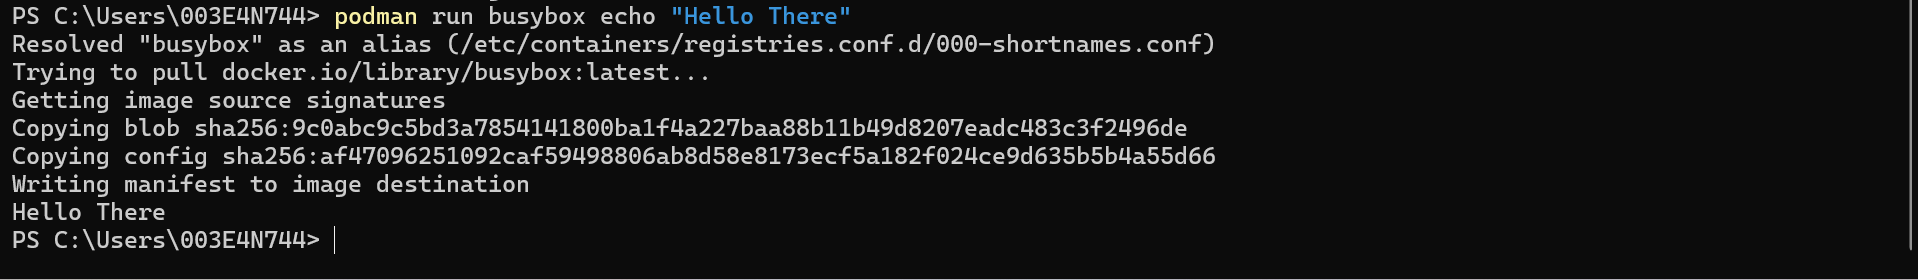 PS C:\Users\003E4N744> podman run busybox echo "Hello There"
Resolved "busybox" as an alias (/etc/containers/registries.conf.d/000-shortnames.conf)
Trying to pull docker.io/library/busybox:latest...
Getting image source signatures
Copying blob sha256:9c0abc9c5bd3a7854141800ba1f4a227baa88b11b49d8207eadc483c3f2496de
Copying config sha256:af47096251092caf59498806ab8d58e8173ecf5a182f024ce9d635b5b4a55d66
Writing manifest to image destination
Hello There
PS C:\Users\003E4N744>